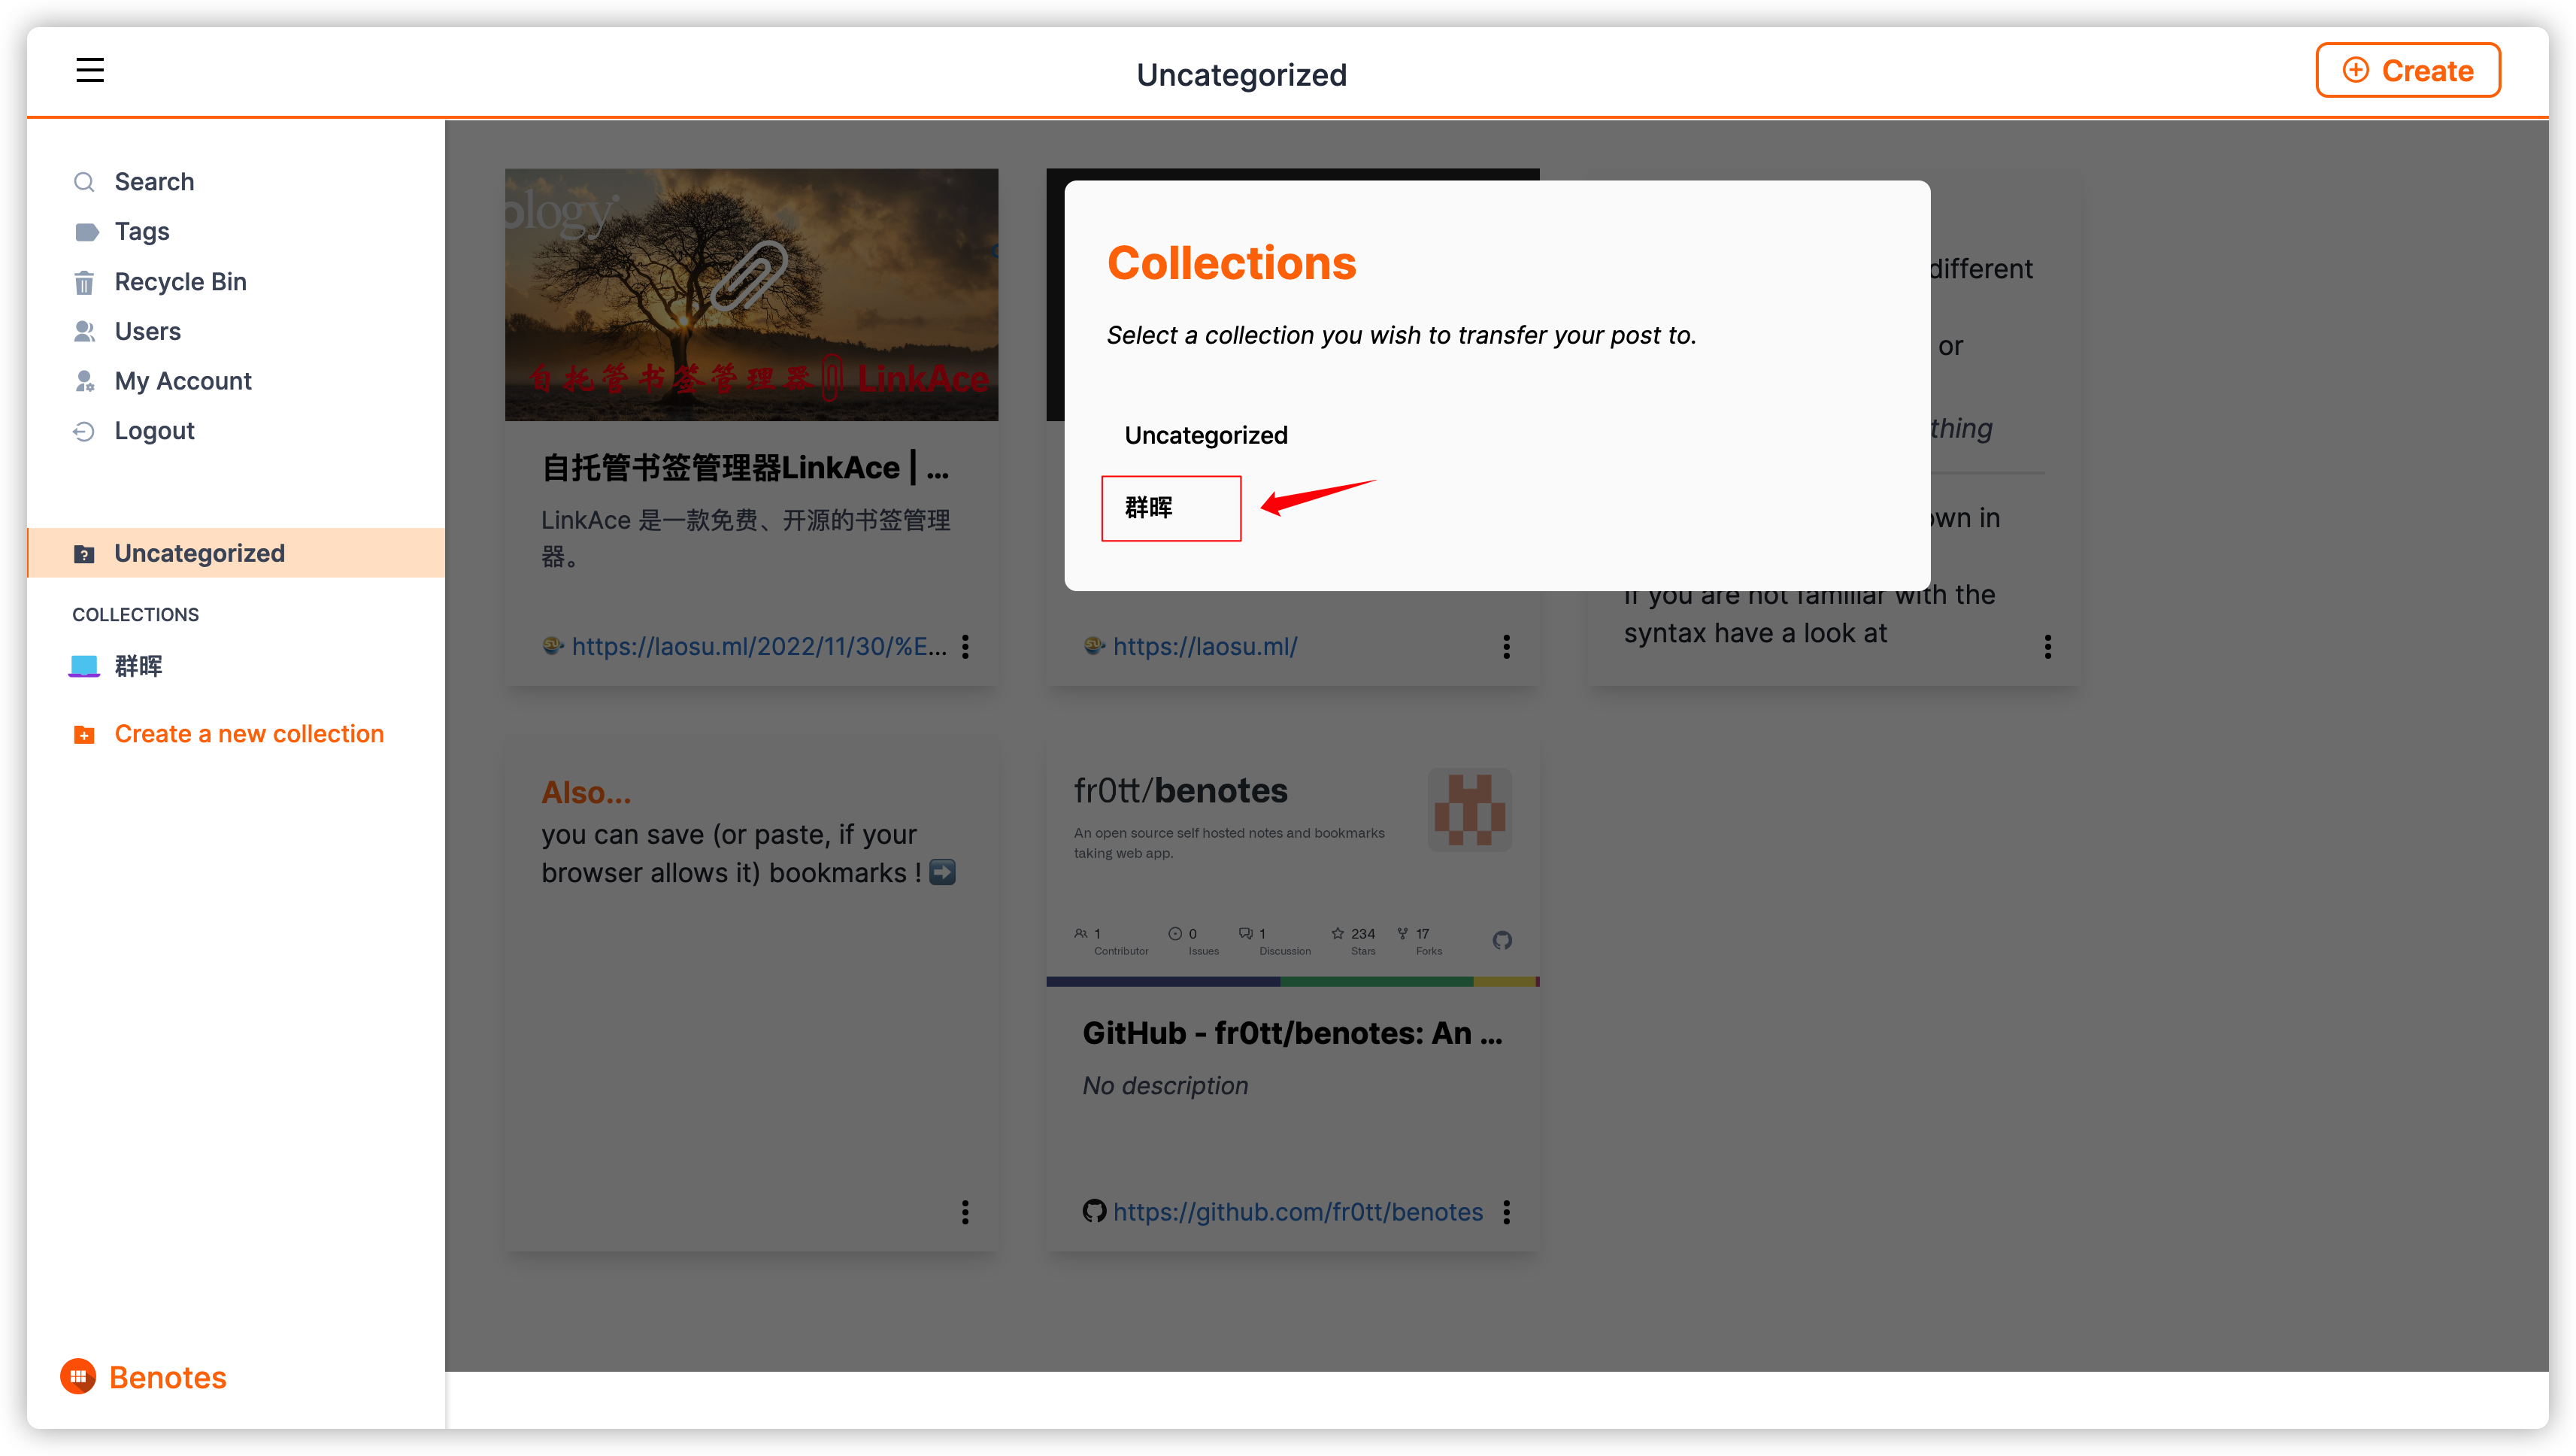 Uncategorized
Create
Search
Tags
Recycle Bin
Users
My Account
Logout
Uncategorized
COLLECTIONS
群晖
Create a new collection
Benotes
ology
自托管书签管理器 LinkAce
自托管书签管理器LinkAce | ...
LinkAce 是一款免费、开源的书签管理
器。
https://laosu.ml/2022/11/30/%E...
https://laosu.ml/
Collections
Select a collection you wish to transfer your post to.
Uncategorized
群晖
different
or
thing
own in
If you are not familiar with the
syntax have a look at
Also...
you can save (or paste, if your
browser allows it) bookmarks ! ➡️
fr0tt/benotes
An open source self hosted notes and bookmarks
taking web app.
1
Contributor
0
Issues
1
Discussion
234
Stars
17
Forks
GitHub - fr0tt/benotes: An ...
No description
https://github.com/fr0tt/benotes